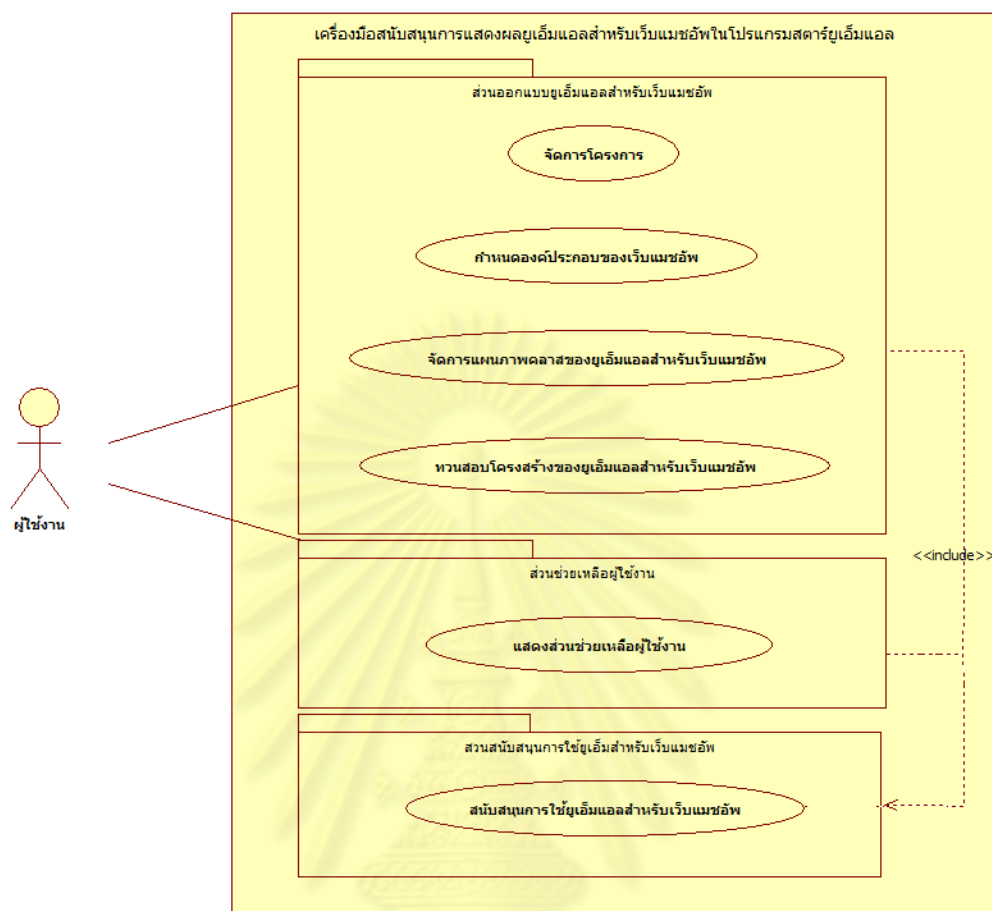 เครื่องมือสนับสนุนการแสดงผลยูเอ็มแอลสำหรับเว็บแมชอัพในโปรแกรมสตาร์ยูเอ็มแอล
ส่วนออกแบบยูเอ็มแอลสำหรับเว็บแมชอัพ
จัดการโครงการ
กำหนดองค์ประกอบของเว็บแมชอัพ
จัดการแผนภาพคลาสของยูเอ็มแอลสำหรับเว็บแมชอัพ
ทวนสอบโครงสร้างของยูเอ็มแอลสำหรับเว็บแมชอัพ
ผู้ใช้งาน
<<include>>
ส่วนช่วยเหลือผู้ใช้งาน
แสดงส่วนช่วยเหลือผู้ใช้งาน
สวนสนับสนุนการใช้ยูเอ็มสำหรับเว็บแมชอัพ
สนับสนุนการใช้ยูเอ็มแอลสำหรับเว็บแมชอัพ